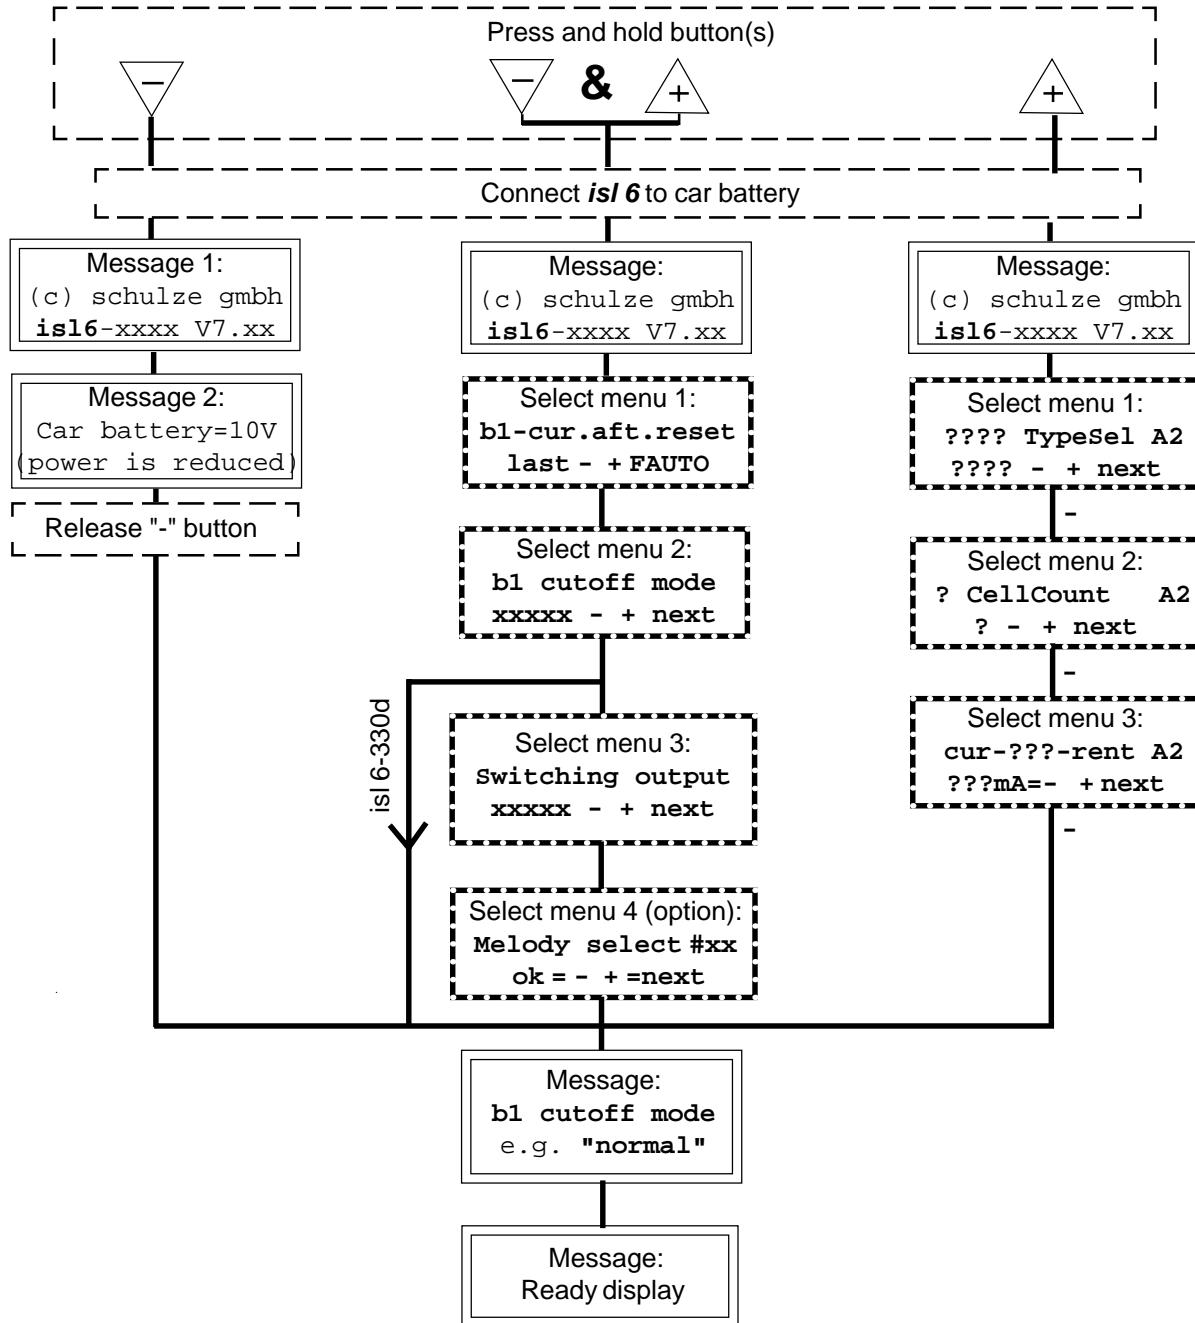 Press and hold button(s)
− − & + +
Connect isl 6 to car battery
Message 1:
(c) schulze gmbh
isl6-xxxx V7.xx
Message 2:
Car battery=10V
(power is reduced)
Release "-" button
Message:
(c) schulze gmbh
isl6-xxxx V7.xx
Select menu 1:
b1-cur.aft.reset
last - + FAUTO
Select menu 2:
b1 cutoff mode
xxxxx - + next
isl 6-330d
Select menu 3:
Switching output
xxxxx - + next
Select menu 4 (option):
Melody select #xx
ok = - + =next
Message:
(c) schulze gmbh
isl6-xxxx V7.xx
Select menu 1:
???? TypeSel A2
???? - + next
-
Select menu 2:
? CellCount A2
? - + next
-
Select menu 3:
cur-???-rent A2
???mA=- + next
-
Message:
b1 cutoff mode
e.g. "normal"
Message:
Ready display